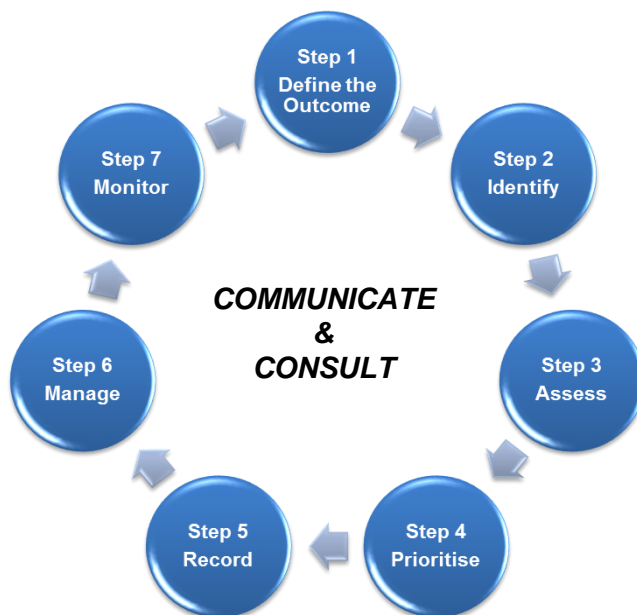 Step 1
Define the
Outcome
Step 2
Identify
Step 3
Assess
Step 4
Prioritise
Step 5
Record
Step 6
Manage
Step 7
Monitor
COMMUNICATE
&
CONSULT